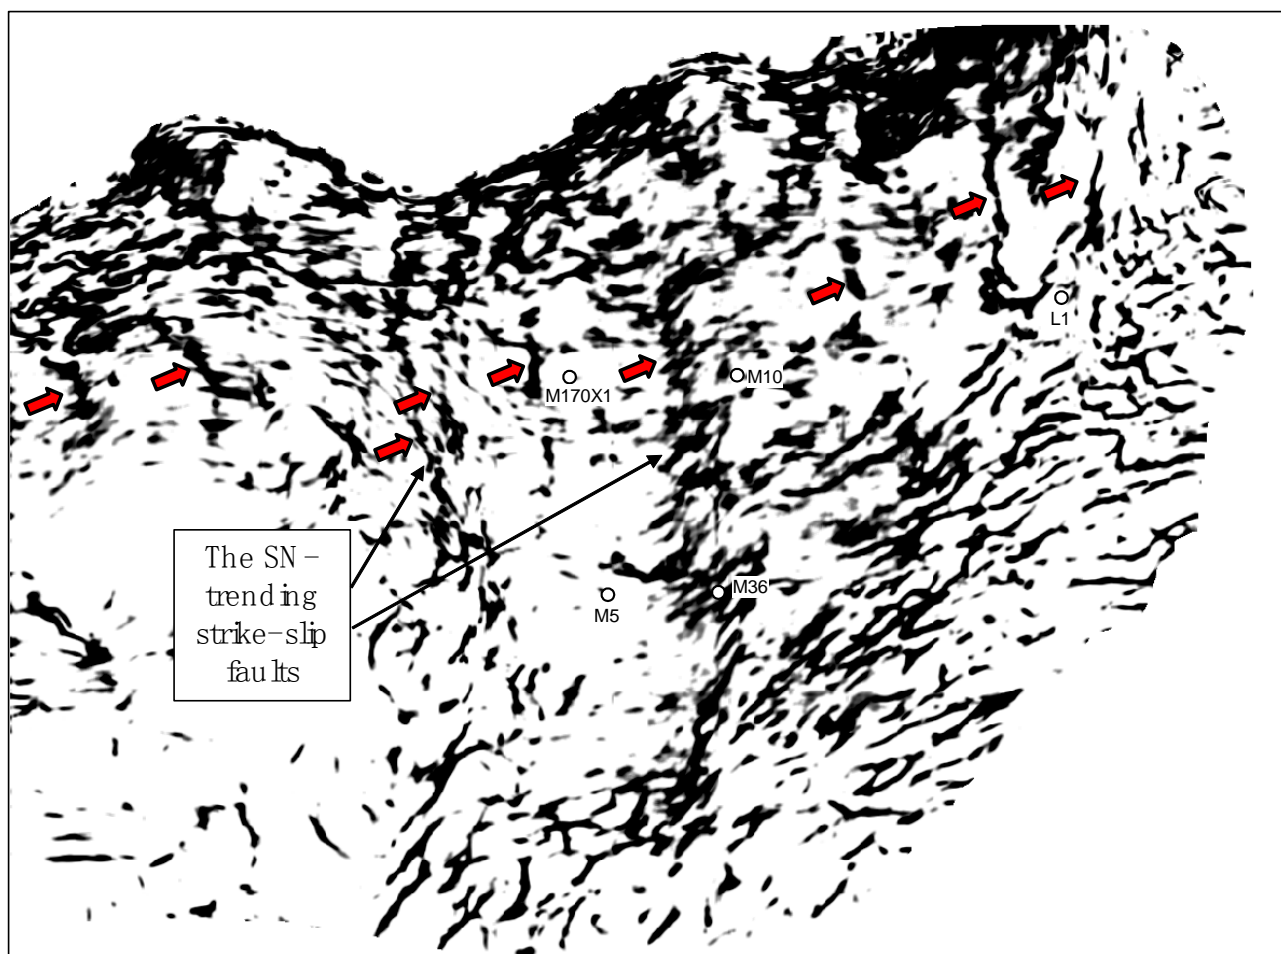 L1
M170X1
M10
The SN-
trending
strike-slip
faults
M5
M36